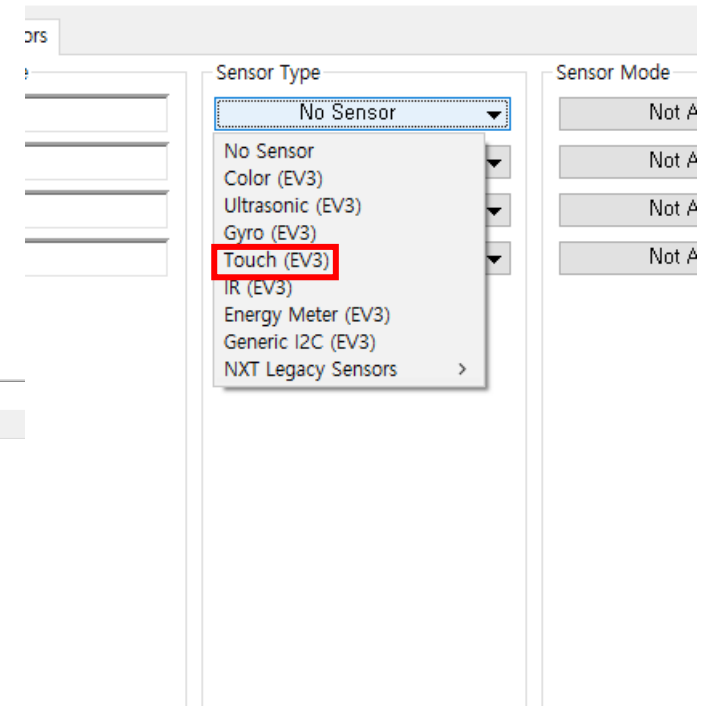 ors
Sensor Type
Sensor Mode
No Sensor
Not A
No Sensor
Color (EV3)
Ultrasonic (EV3)
Gyro (EV3)
Touch (EV3)
IR (EV3)
Energy Meter (EV3)
Generic I2C (EV3)
NXT Legacy Sensors >
Not A
Not A
Not A